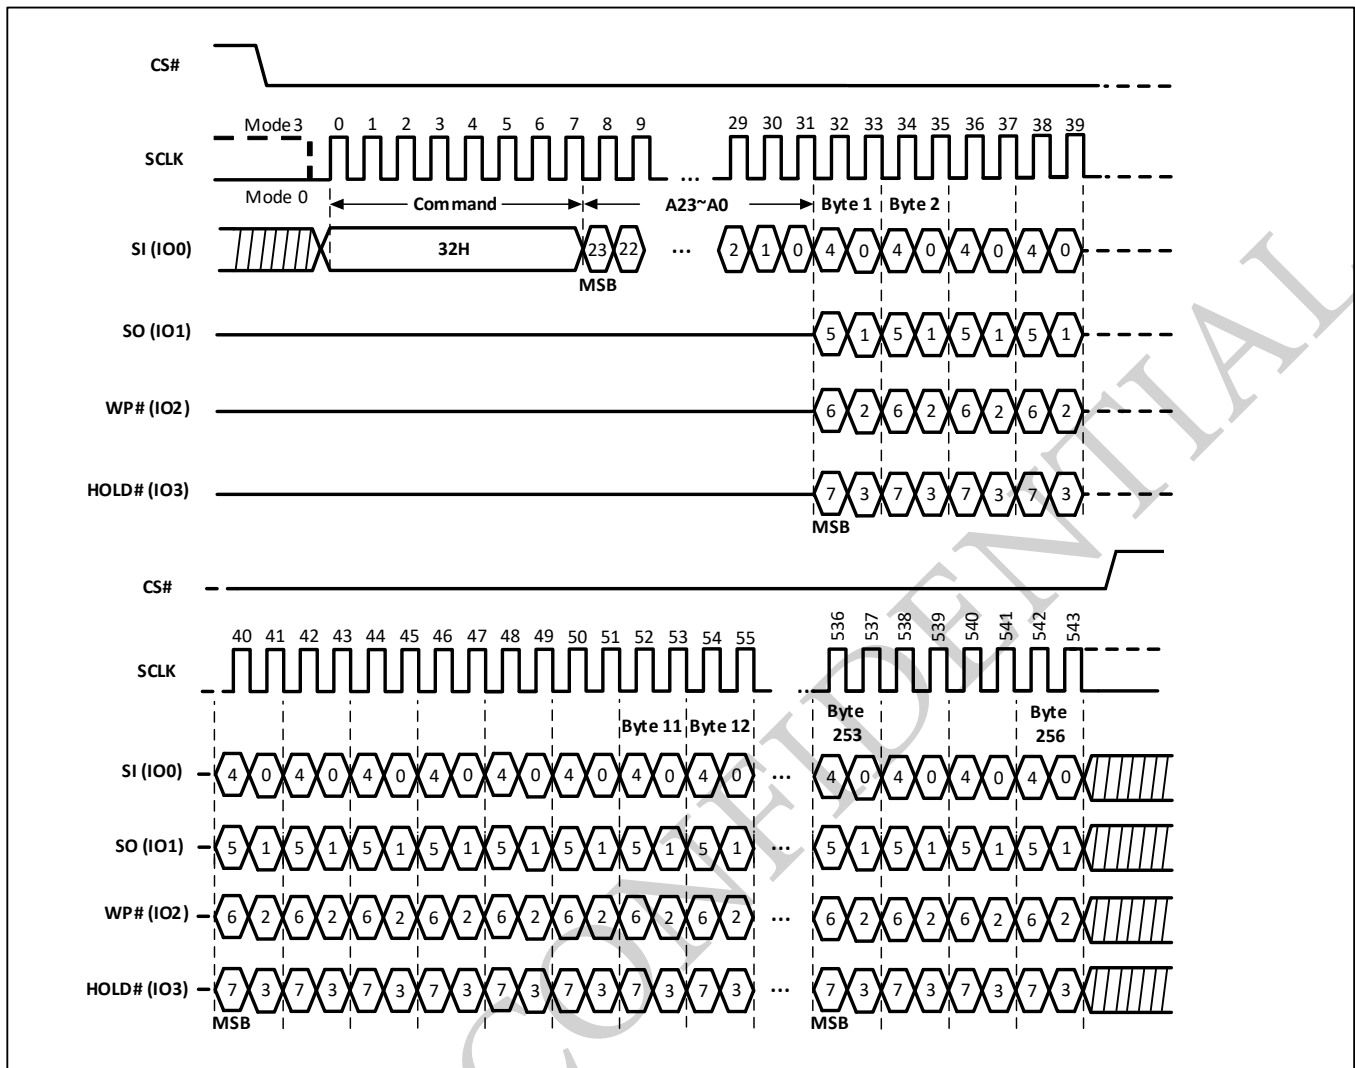 CS#
Mode 3 0 1 2 3 4 5 6 7 8 9 29 30 31 32 33 34 35 36 37 38 39
SCLK ...
Mode 0 Command A23~A0 Byte 1 Byte 2
SI (IO0) 32H 23 22 ... 2 1 0 4 0 4 0 4 0 4 0
MSB
SO (IO1) 5 1 5 1 5 1 5 1
WP# (IO2) 6 2 6 2 6 2 6 2
HOLD# (IO3) 7 3 7 3 7 3 7 3
MSB
CS#
40 41 42 43 44 45 46 47 48 49 50 51 52 53 54 55 536 537 538 539 540 541 542 543
SCLK ...
Byte 11 Byte 12 Byte 253 Byte 256
SI (IO0) 4 0 4 0 4 0 4 0 4 0 4 0 4 0 4 0 ... 4 0 4 0 4 0 4 0
SO (IO1) 5 1 5 1 5 1 5 1 5 1 5 1 5 1 5 1 ... 5 1 5 1 5 1 5 1
WP# (IO2) 6 2 6 2 6 2 6 2 6 2 6 2 6 2 6 2 ... 6 2 6 2 6 2 6 2
HOLD# (IO3) 7 3 7 3 7 3 7 3 7 3 7 3 7 3 7 3 ... 7 3 7 3 7 3 7 3
MSB MSB
CONFIDENTIAL